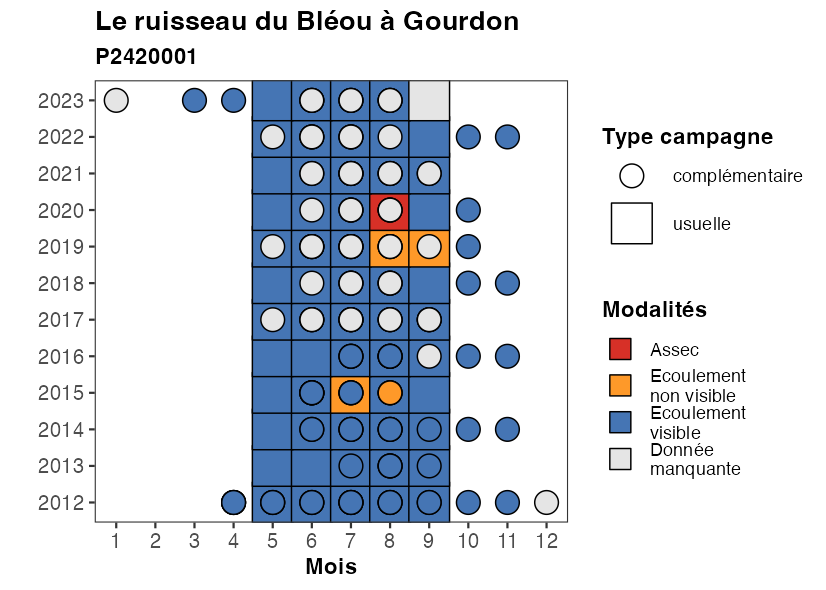 Le ruisseau du Bléou à Gourdon
P2420001
2023
2022
2021
2020
2019
2018
2017
2016
2015
2014
2013
2012
1 2 3 4 5 6 7 8 9 10 11 12
Mois
Type campagne
complémentaire
usuelle
Modalités
Assec
Ecoulement
non visible
Ecoulement
visible
Donnée
manquante